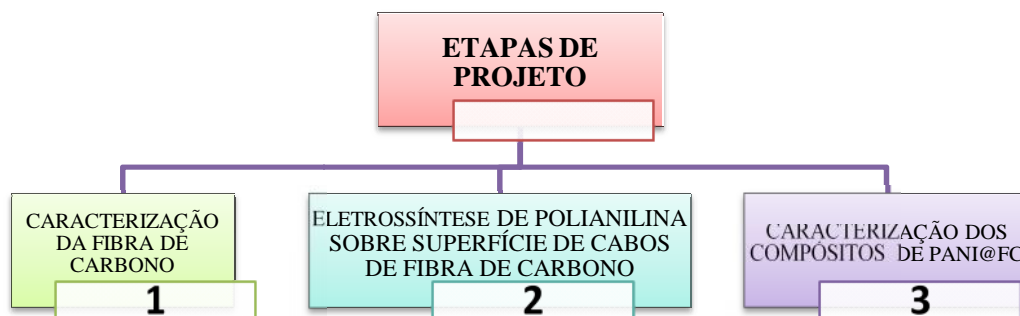 ETAPAS DE
PROJETO
CARACTERIZAÇÃO
DA FIBRA DE
CARBONO
1
ELETROSSÍNTESE DE POLIANILINA
SOBRE SUPERFÍCIE DE CABOS
DE FIBRA DE CARBONO
2
CARACTERIZAÇÃO DOS
COMPÓSITOS DE PANI@FC
3